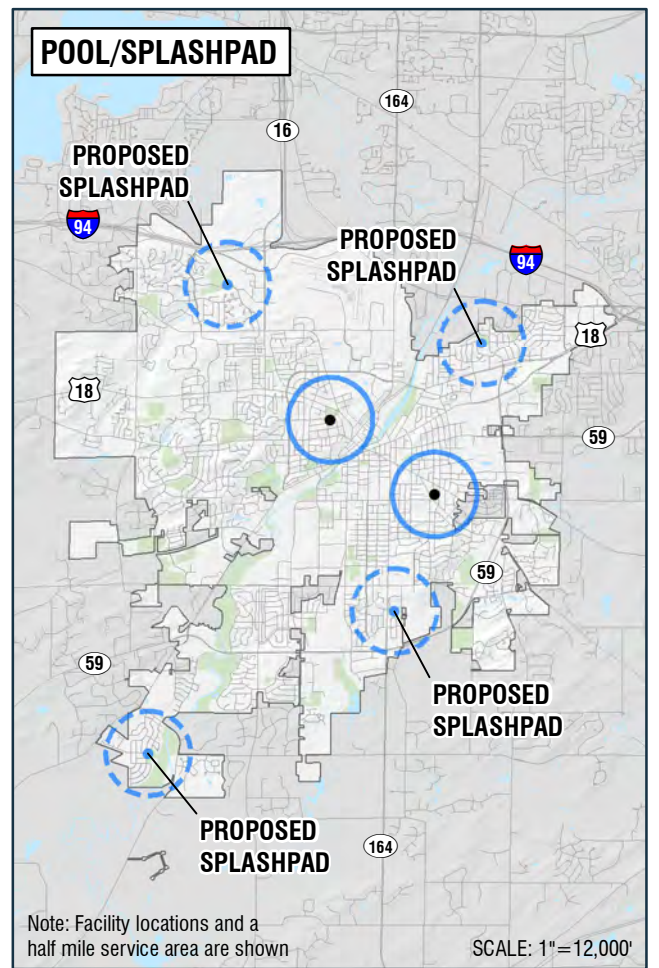 POOL/SPLASHPAD
164
16
PROPOSED
SPLASHPAD
94
PROPOSED
SPLASHPAD
94
18
18
59
59
59
PROPOSED
SPLASHPAD
PROPOSED
SPLASHPAD
164
Note: Facility locations and a
half mile service area are shown
SCALE: 1"=12,000'